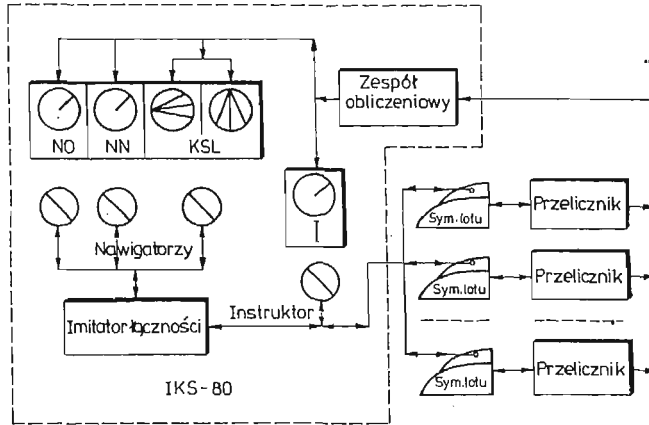 Zespół
obliczeniowy
NO
NN
KSL
I
Nawigatorzy
Instruktor
Imitator łączności
IKS-80
Sym. lotu
Przelicznik
Sym. lotu
Przelicznik
Sym. lotu
Przelicznik